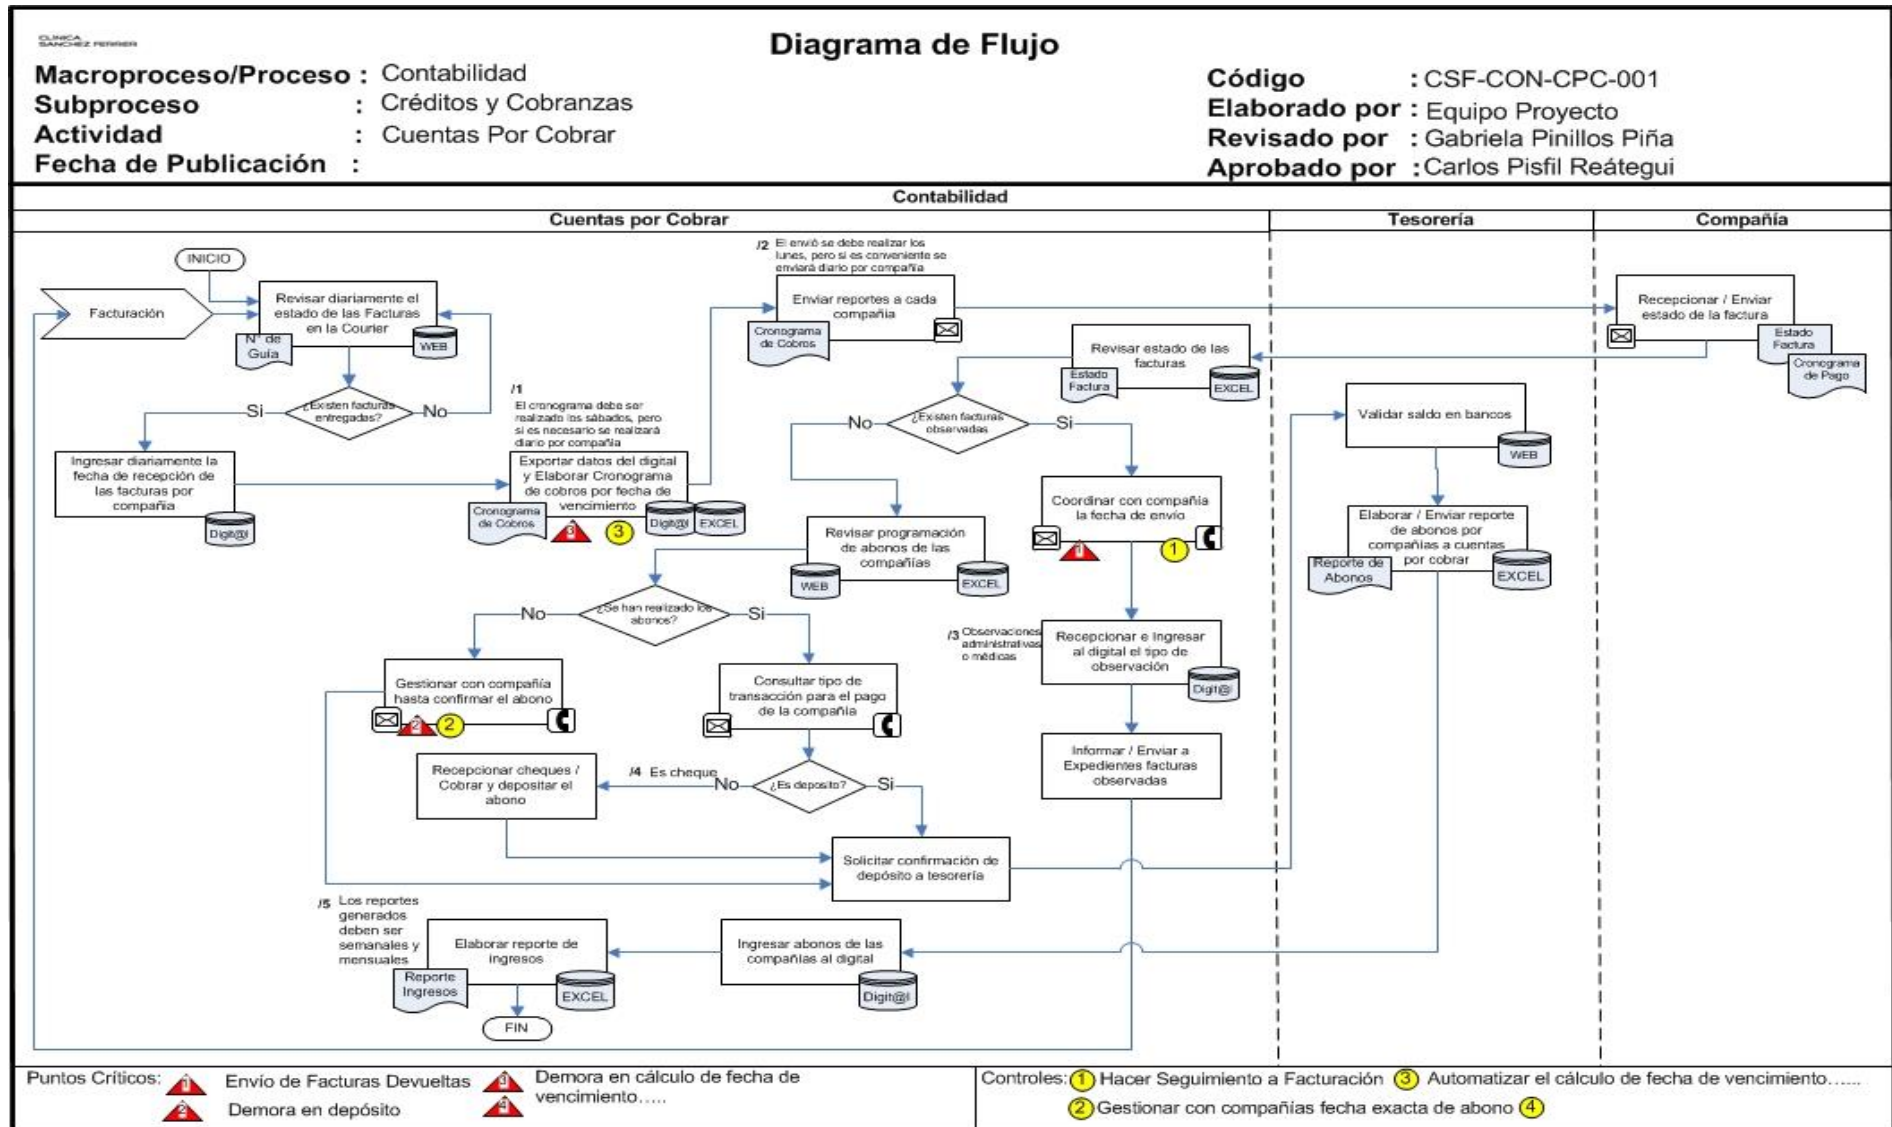 CLINICA
SANCHEZ FERRER
Diagrama de Flujo
Macroproceso/Proceso : Contabilidad
Subproceso : Créditos y Cobranzas
Actividad : Cuentas Por Cobrar
Fecha de Publicación :
Código : CSF-CON-CPC-001
Elaborado por : Equipo Proyecto
Revisado por : Gabriela Pinillos Piña
Aprobado por : Carlos Pisfil Reátegui
Contabilidad
Cuentas por Cobrar
Tesorería
Compañía
INICIO
Facturación
Revisar diariamente el
estado de las Facturas
en la Courier
N° de
Guía
WEB
¿Existen facturas
entregadas?
Si
No
Ingresar diariamente la
fecha de recepción de
las facturas por
compañía
Digit@l
/1
El cronograma debe ser
realizado los sábados, pero
si es necesario se realizará
diario por compañía
Exportar datos del digital
y Elaborar Cronograma
de cobros por fecha de
vencimiento
Cronograma
de Cobros
3
3
Digit@l
EXCEL
/2 El envió se debe realizar los
lunes, pero si es conveniente se
enviará diario por compañía
Enviar reportes a cada
compañía
Cronograma
de Cobros
Recepcionar / Enviar
estado de la factura
Estado
Factura
Cronograma
de Pago
Revisar estado de las
facturas
Estado
Factura
EXCEL
¿Existen facturas
observadas
No
Si
Revisar programación
de abonos de las
compañías
WEB
EXCEL
Coordinar con compañía
la fecha de envío
1
1
¿Se han realizado los
abonos?
No
Si
/3 Observaciones
administrativas
o médicas
Recepcionar e Ingresar
al digital el tipo de
observación
Digit@l
Gestionar con compañía
hasta confirmar el abono
2
2
Consultar tipo de
transacción para el pago
de la compañía
Informar / Enviar a
Expedientes facturas
observadas
¿Es deposito?
No
Si
/4 Es cheque
Recepcionar cheques /
Cobrar y depositar el
abono
Solicitar confirmación de
depósito a tesorería
Validar saldo en bancos
WEB
Elaborar / Enviar reporte
de abonos por
compañías a cuentas
por cobrar
Reporte de
Abonos
EXCEL
Ingresar abonos de las
compañías al digital
Digit@l
/5 Los reportes
generados
deben ser
semanales y
mensuales
Elaborar reporte de
ingresos
Reporte
Ingresos
EXCEL
FIN
Puntos Críticos:
1 Envío de Facturas Devueltas
2 Demora en depósito
3 Demora en cálculo de fecha de
vencimiento.....
4
Controles: 1 Hacer Seguimiento a Facturación 3 Automatizar el cálculo de fecha de vencimiento......
2 Gestionar con compañías fecha exacta de abono 4